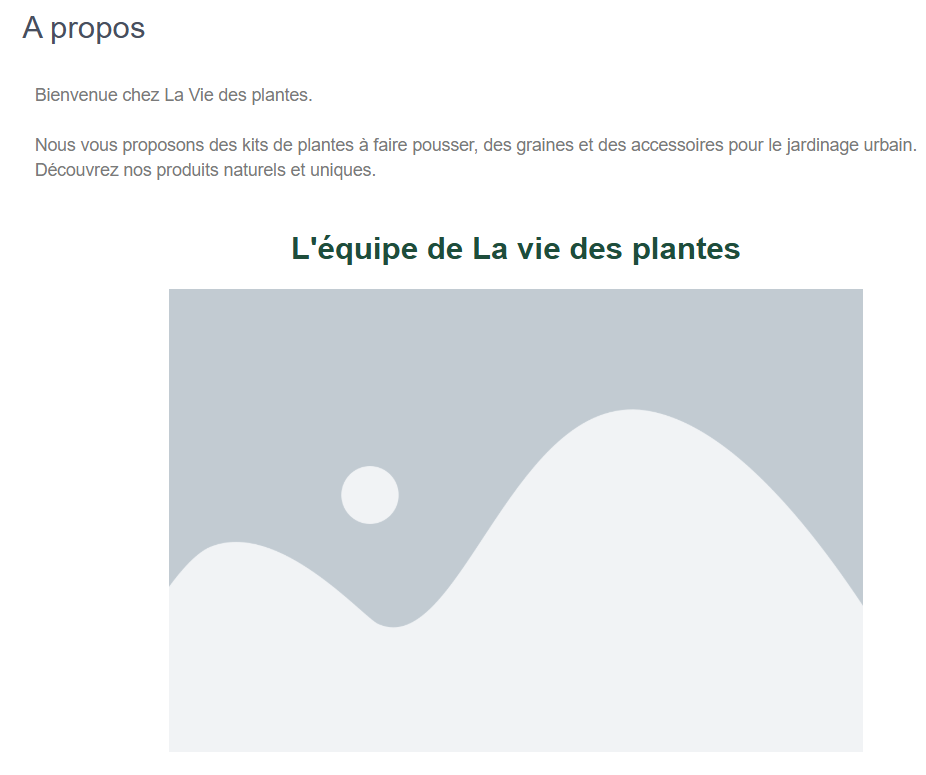 A propos
Bienvenue chez La Vie des plantes.
Nous vous proposons des kits de plantes à faire pousser, des graines et des accessoires pour le jardinage urbain.
Découvrez nos produits naturels et uniques.
L'équipe de La vie des plantes